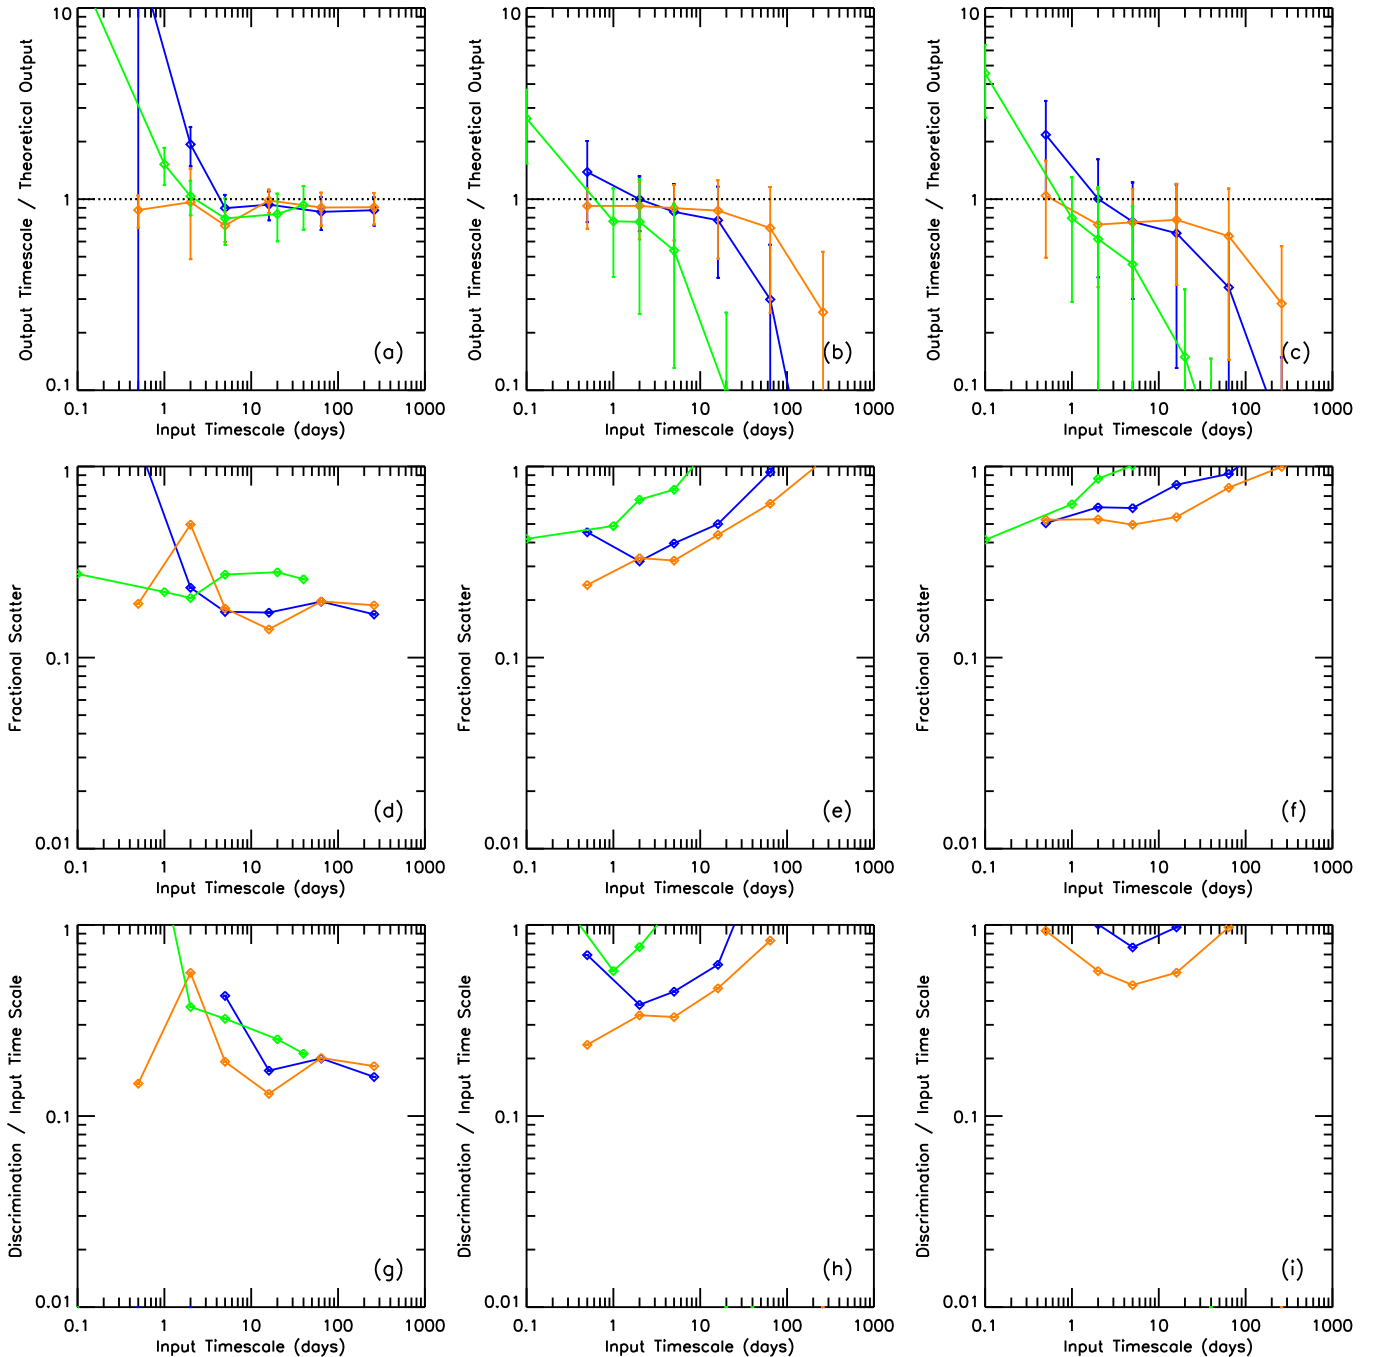 10
1
0.1
Output Timescale / Theoretical Output
(a)
0.1 1 10 100 1000
Input Timescale (days)
10
1
0.1
Output Timescale / Theoretical Output
(b)
0.1 1 10 100 1000
Input Timescale (days)
10
1
0.1
Output Timescale / Theoretical Output
(c)
0.1 1 10 100 1000
Input Timescale (days)
1
0.1
0.01
Fractional Scatter
(d)
0.1 1 10 100 1000
Input Timescale (days)
1
0.1
0.01
Fractional Scatter
(e)
0.1 1 10 100 1000
Input Timescale (days)
1
0.1
0.01
Fractional Scatter
(f)
0.1 1 10 100 1000
Input Timescale (days)
1
0.1
0.01
Discrimination / Input Time Scale
(g)
0.1 1 10 100 1000
Input Timescale (days)
1
0.1
0.01
Discrimination / Input Time Scale
(h)
0.1 1 10 100 1000
Input Timescale (days)
1
0.1
0.01
Discrimination / Input Time Scale
(i)
0.1 1 10 100 1000
Input Timescale (days)